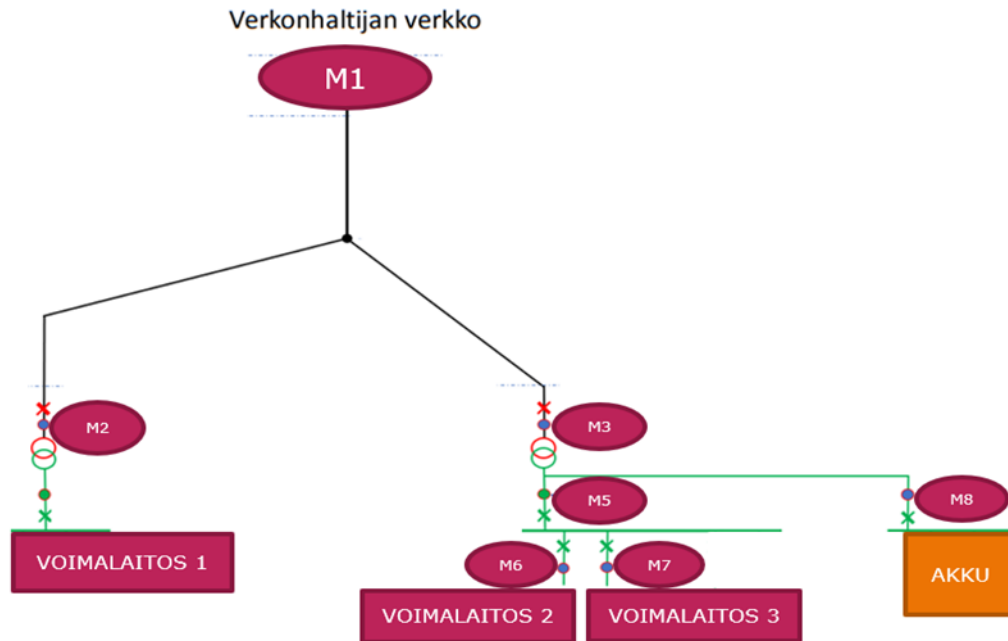 Verkonhaltijan verkko
M1
M2
M3
M5
M8
VOIMALAITOS 1
M6
M7
AKKU
VOIMALAITOS 2
VOIMALAITOS 3